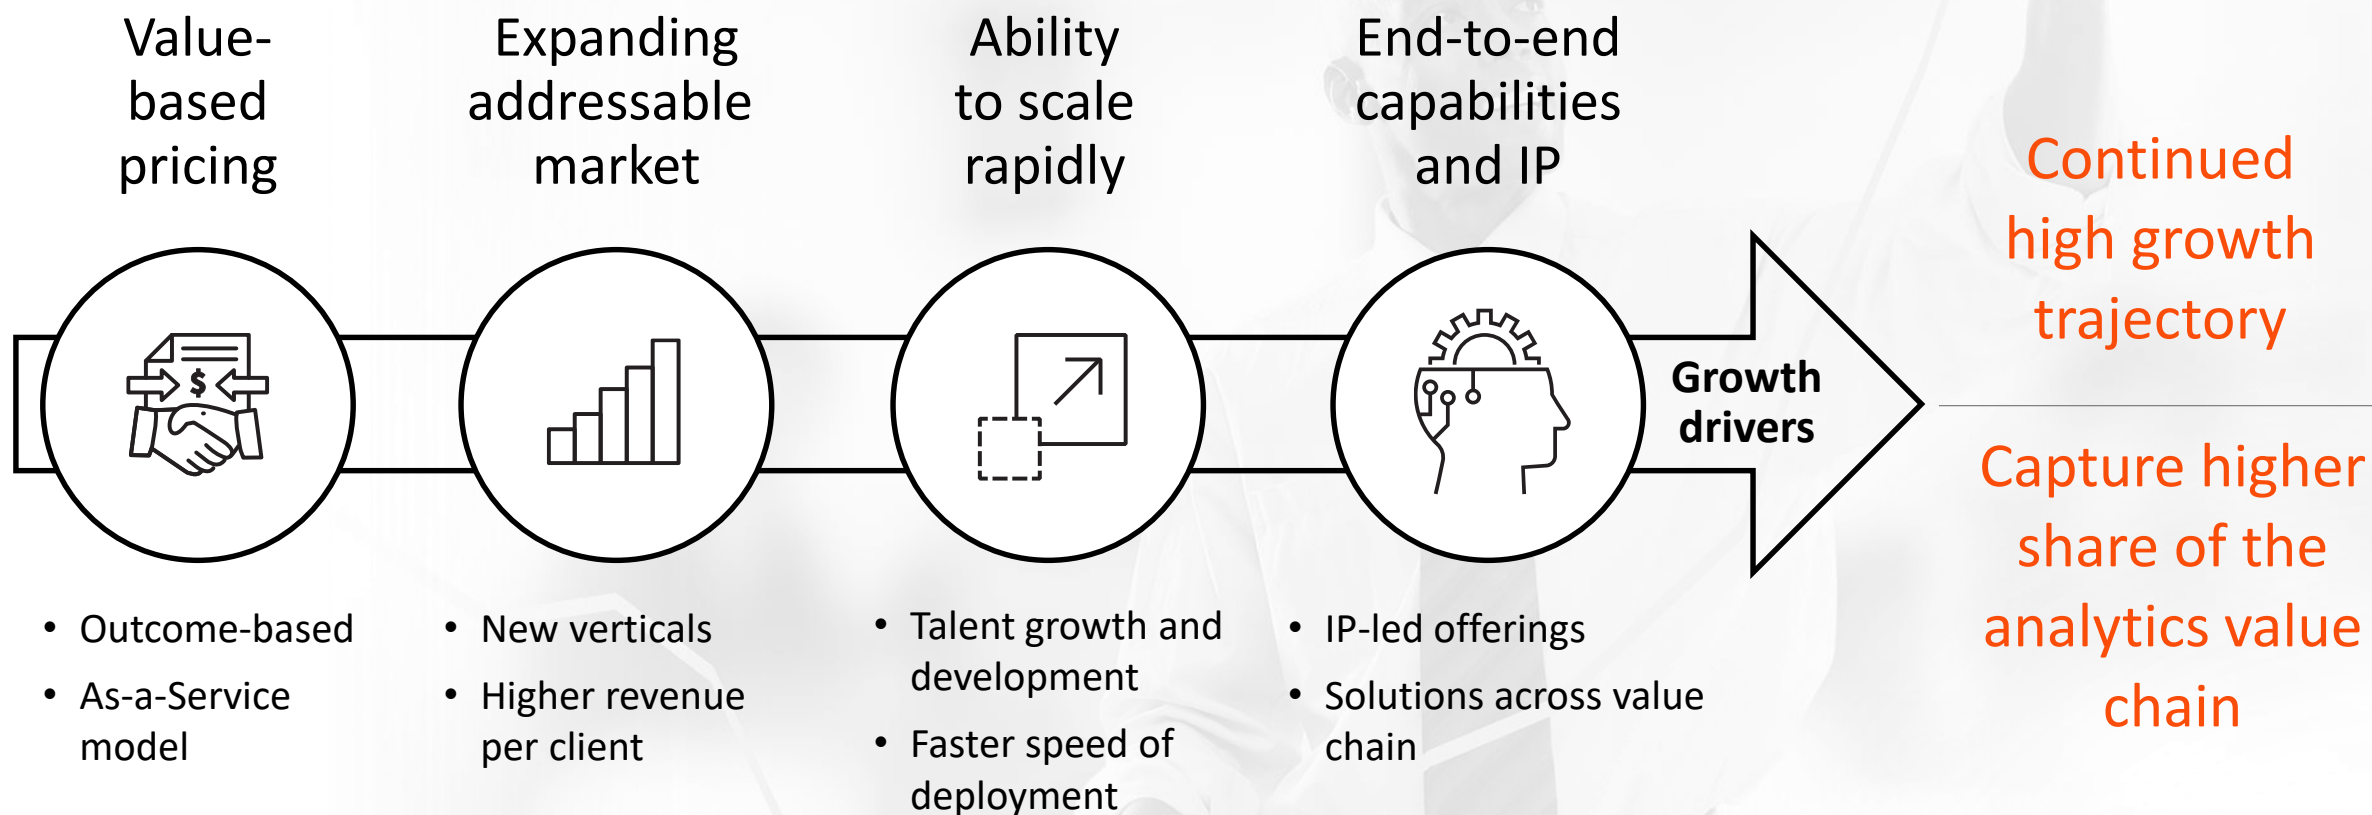 Value-
based
pricing
Expanding
addressable
market
Ability
to scale
rapidly
End-to-end
capabilities
and IP
$
Growth
drivers
• Outcome-based
• As-a-Service
model
• New verticals
• Higher revenue
per client
• Talent growth and
development
• Faster speed of
deployment
• IP-led offerings
• Solutions across value
chain
Continued
high growth
trajectory
Capture higher
share of the
analytics value
chain